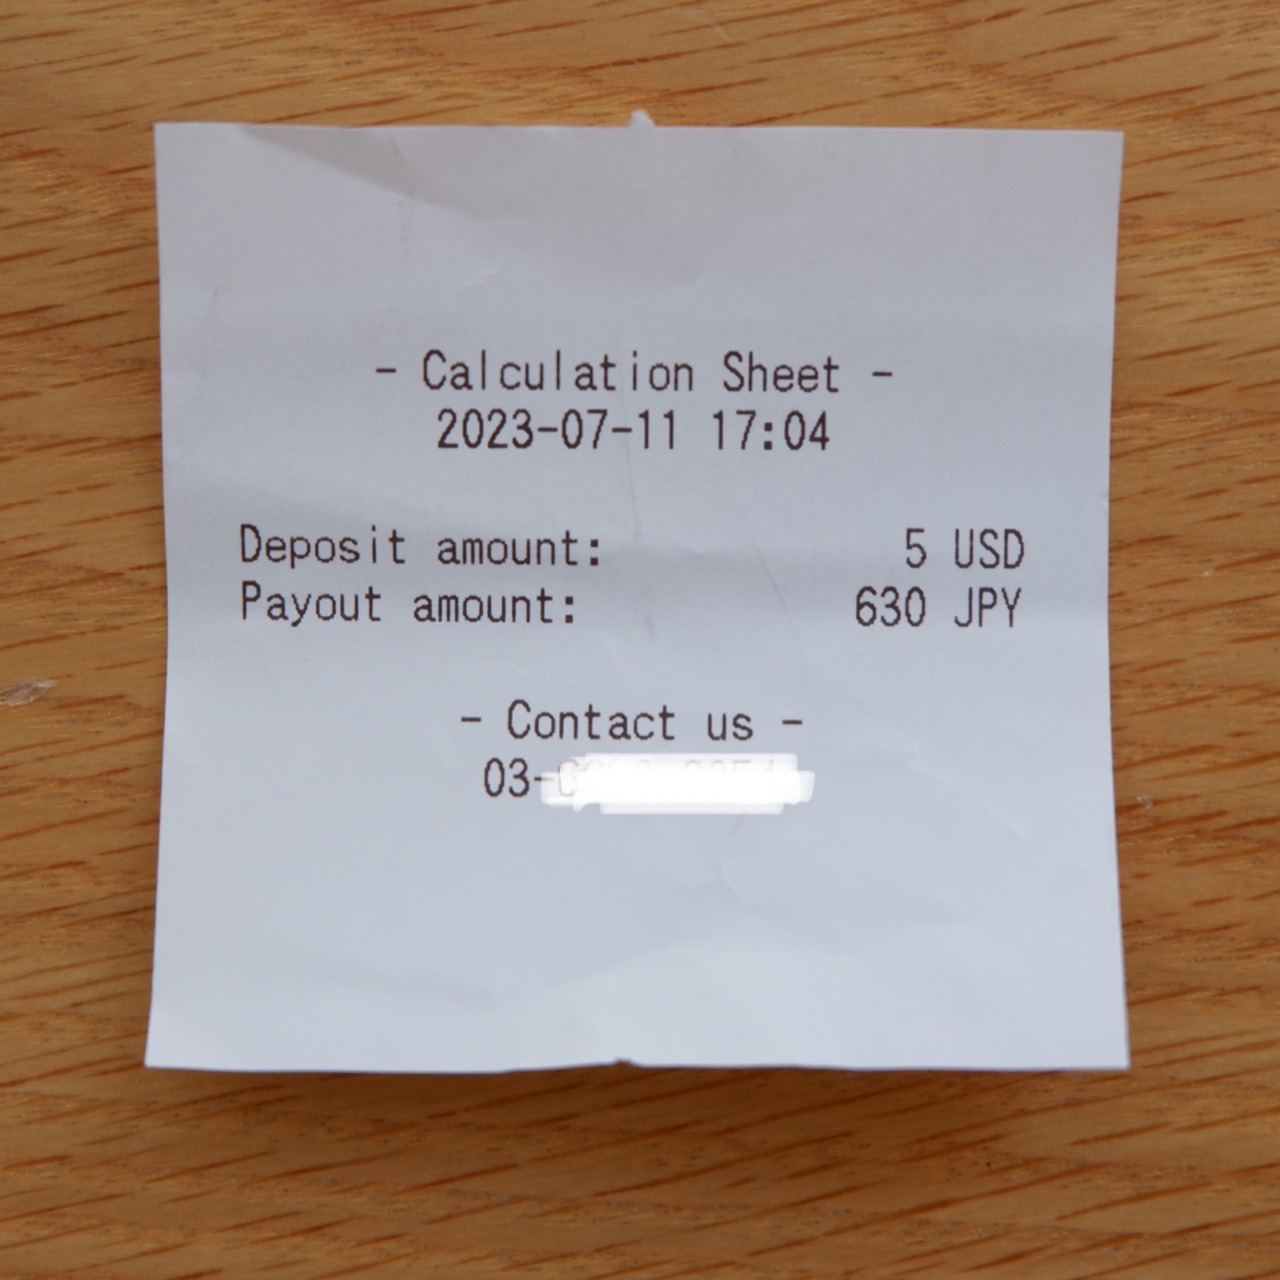 - Calculation Sheet -
2023-07-11 17:04
Deposit amount: 5 USD
Payout amount: 630 JPY
- Contact us -
03-